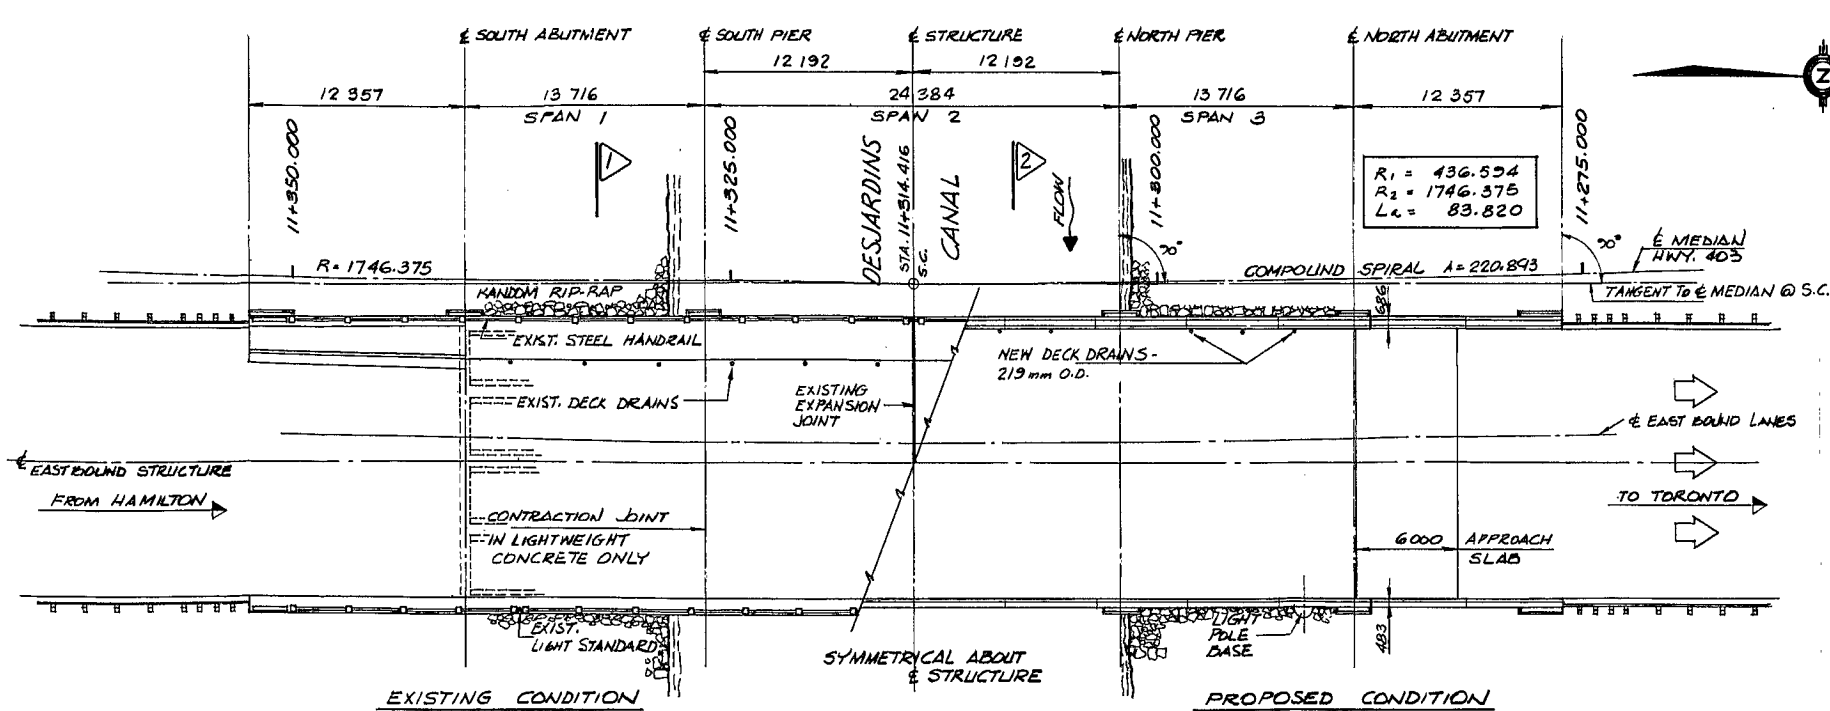 ℄ SOUTH ABUTMENT
℄ SOUTH PIER
℄ STRUCTURE
℄ NORTH PIER
℄ NORTH ABUTMENT
12 192
12 192
N
12 357
13 716
24 384
13 716
12 357
SPAN 1
SPAN 2
SPAN 3
11+350.000
1
11+325.000
DESJARDINS
STA. 11+314.416
S.C.
CANAL
2
FLOW
11+300.000
90°
R1 = 436.594
R2 = 1746.375
La = 83.820
11+275.000
90°
℄ MEDIAN
HWY. 403
R= 1746.375
COMPOUND SPIRAL A=220.893
TANGENT TO ℄ MEDIAN @ S.C.
RANDOM RIP-RAP
686
EXIST. STEEL HANDRAIL
NEW DECK DRAINS-
219 mm O.D.
EXIST. DECK DRAINS
EXISTING
EXPANSION
JOINT
℄ EAST BOUND LANES
℄ EASTBOUND STRUCTURE
FROM HAMILTON
TO TORONTO
CONTRACTION JOINT
IN LIGHTWEIGHT
CONCRETE ONLY
6000
APPROACH
SLAB
EXIST.
LIGHT STANDARD
LIGHT
POLE
BASE
483
SYMMETRICAL ABOUT
℄ STRUCTURE
EXISTING CONDITION
PROPOSED CONDITION